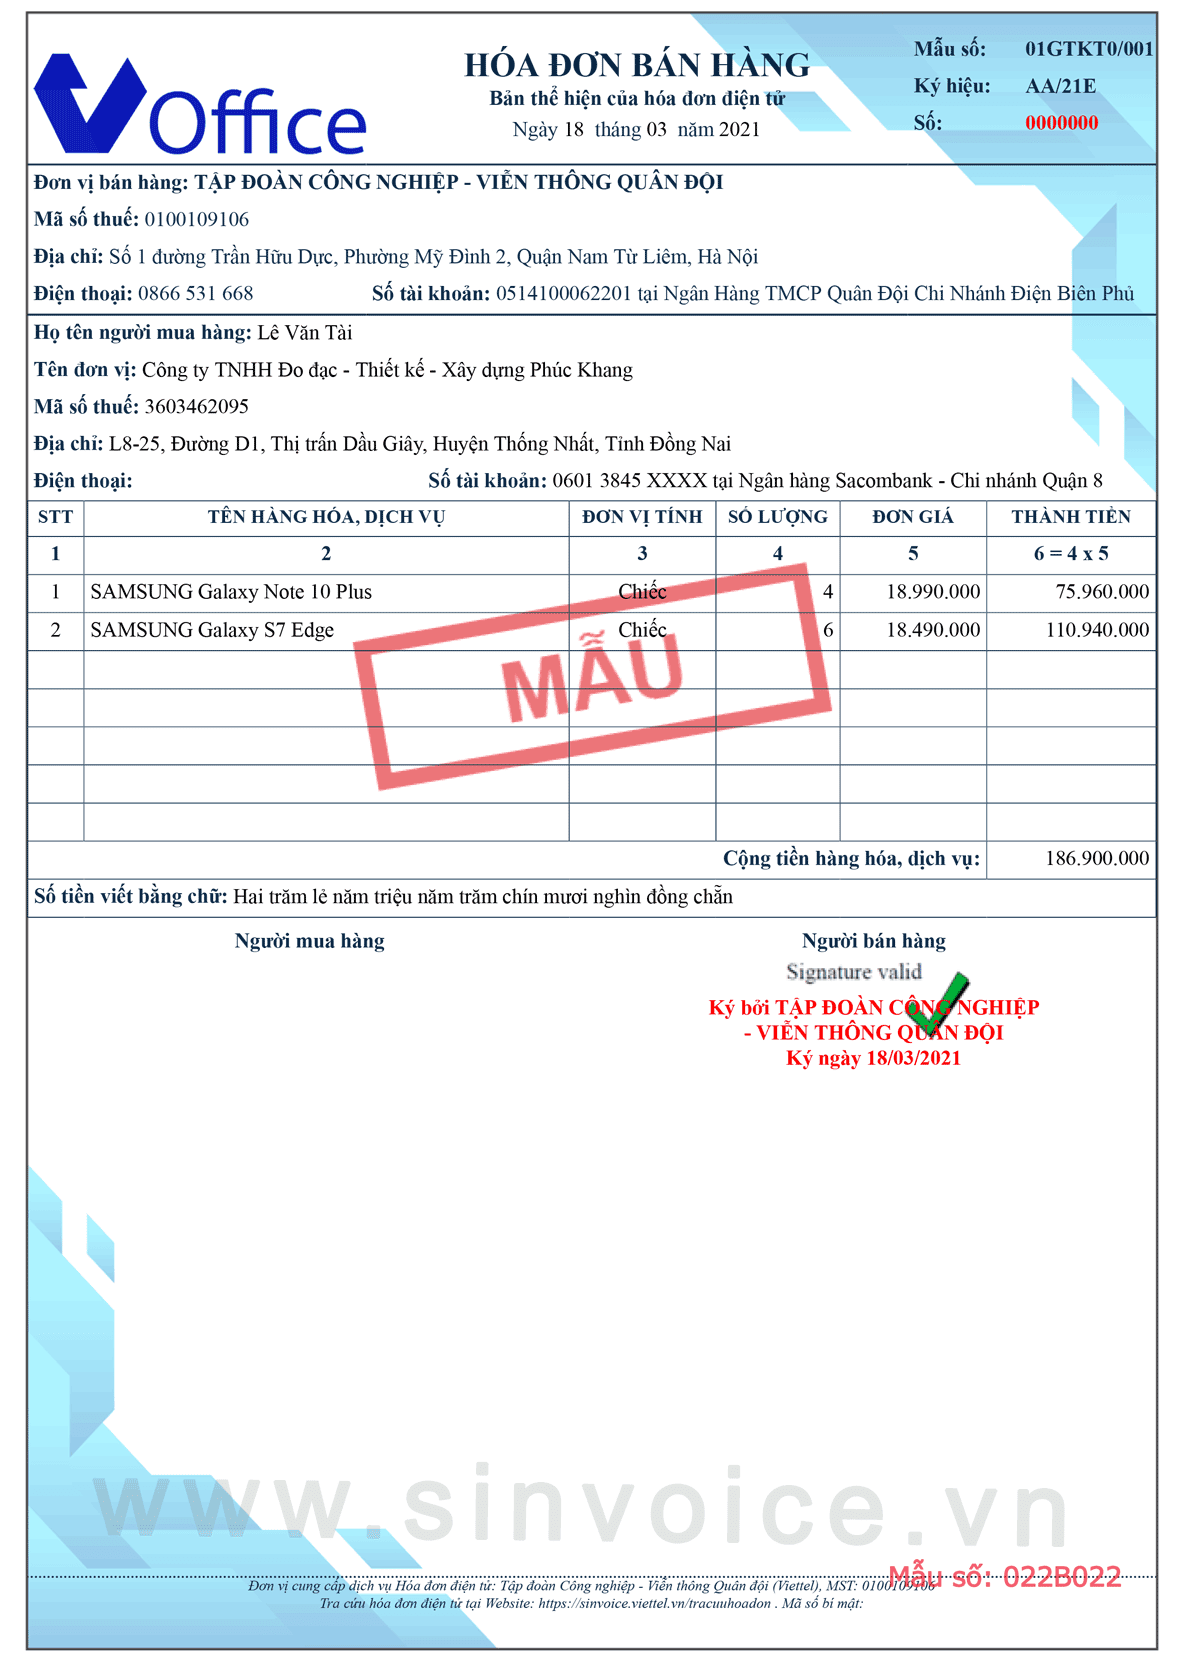 Office
HÓA ĐƠN BÁN HÀNG
Bản thể hiện của hóa đơn điện tử
Ngày 18 tháng 03 năm 2021
Mẫu số: 01GTKT0/001
Ký hiệu: AA/21E
Số: 0000000
Đơn vị bán hàng: TẬP ĐOÀN CÔNG NGHIỆP - VIỄN THÔNG QUÂN ĐỘI
Mã số thuế: 0100109106
Địa chỉ: Số 1 đường Trần Hữu Dực, Phường Mỹ Đình 2, Quận Nam Từ Liêm, Hà Nội
Điện thoại: 0866 531 668 Số tài khoản: 0514100062201 tại Ngân Hàng TMCP Quân Đội Chi Nhánh Điện Biên Phủ
Họ tên người mua hàng: Lê Văn Tài
Tên đơn vị: Công ty TNHH Đo đạc - Thiết kế - Xây dựng Phúc Khang
Mã số thuế: 3603462095
Địa chỉ: L8-25, Đường D1, Thị trấn Dầu Giây, Huyện Thống Nhất, Tỉnh Đồng Nai
Điện thoại: Số tài khoản: 0601 3845 XXXX tại Ngân hàng Sacombank - Chi nhánh Quận 8
STT TÊN HÀNG HÓA, DỊCH VỤ ĐƠN VỊ TÍNH SỐ LƯỢNG ĐƠN GIÁ THÀNH TIỀN
1 2 3 4 5 6 = 4 x 5
1 SAMSUNG Galaxy Note 10 Plus Chiếc 4 18.990.000 75.960.000
2 SAMSUNG Galaxy S7 Edge Chiếc 6 18.490.000 110.940.000
MẪU
Cộng tiền hàng hóa, dịch vụ: 186.900.000
Số tiền viết bằng chữ: Hai trăm lẻ năm triệu năm trăm chín mươi nghìn đồng chẵn
Người mua hàng Người bán hàng
Signature valid
Ký bởi TẬP ĐOÀN CÔNG NGHIỆP
- VIỄN THÔNG QUÂN ĐỘI
Ký ngày 18/03/2021
www.sinvoice.vn
Mẫu số: 022B022
Đơn vị cung cấp dịch vụ Hóa đơn điện tử: Tập đoàn Công nghiệp - Viễn thông Quân đội (Viettel), MST: 0100109106
Tra cứu hóa đơn điện tử tại Website: https://sinvoice.viettel.vn/tracuuhoadon . Mã số bí mật: